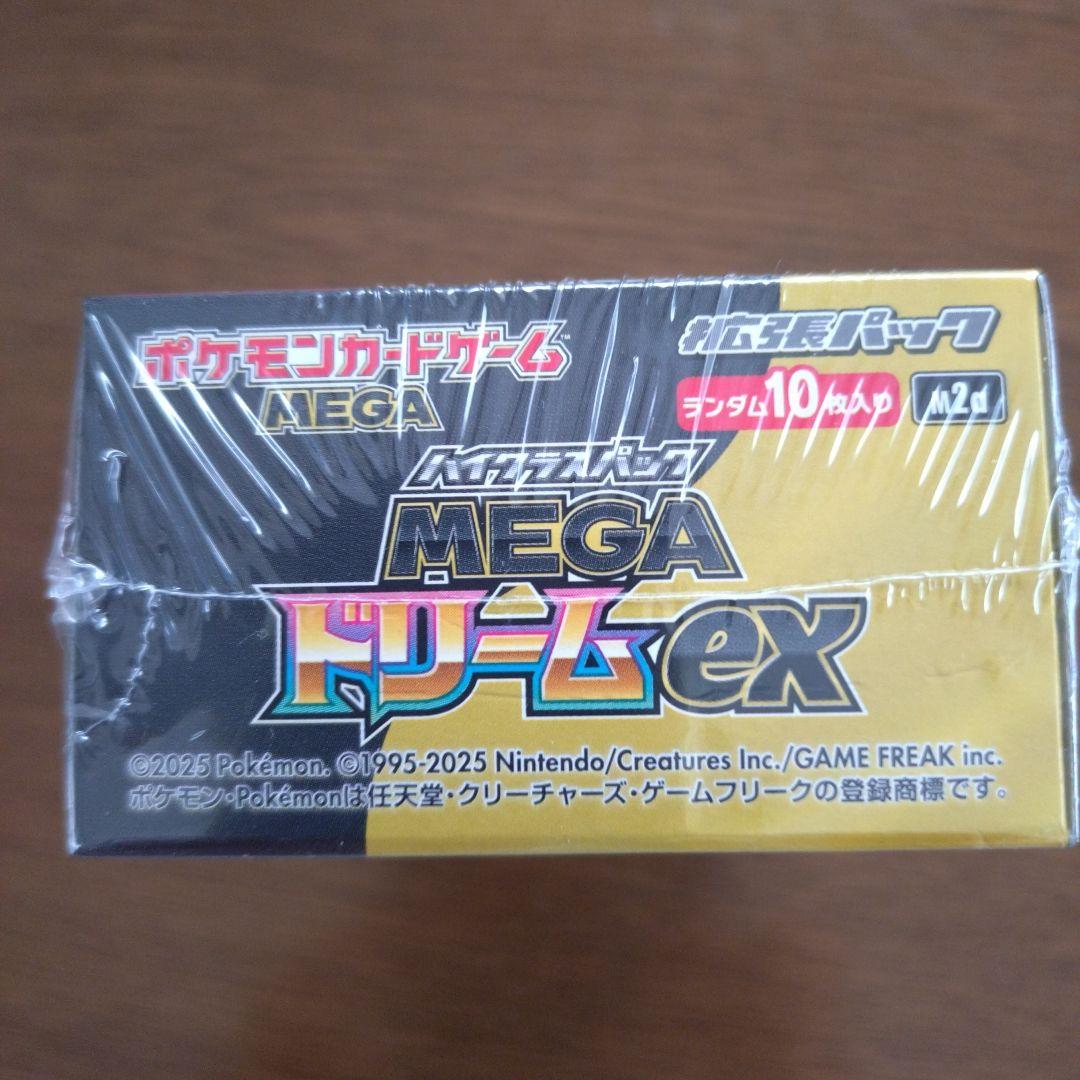 ポケモンカードゲーム™
MEGA
拡張パック
ランダム10枚入り
M2a
ハイクラスパック
MEGA
ドリームex
©2025 Pokémon. ©1995-2025 Nintendo/Creatures Inc./GAME FREAK inc.
ポケモン・Pokémonは任天堂・クリーチャーズ・ゲームフリークの登録商標です。